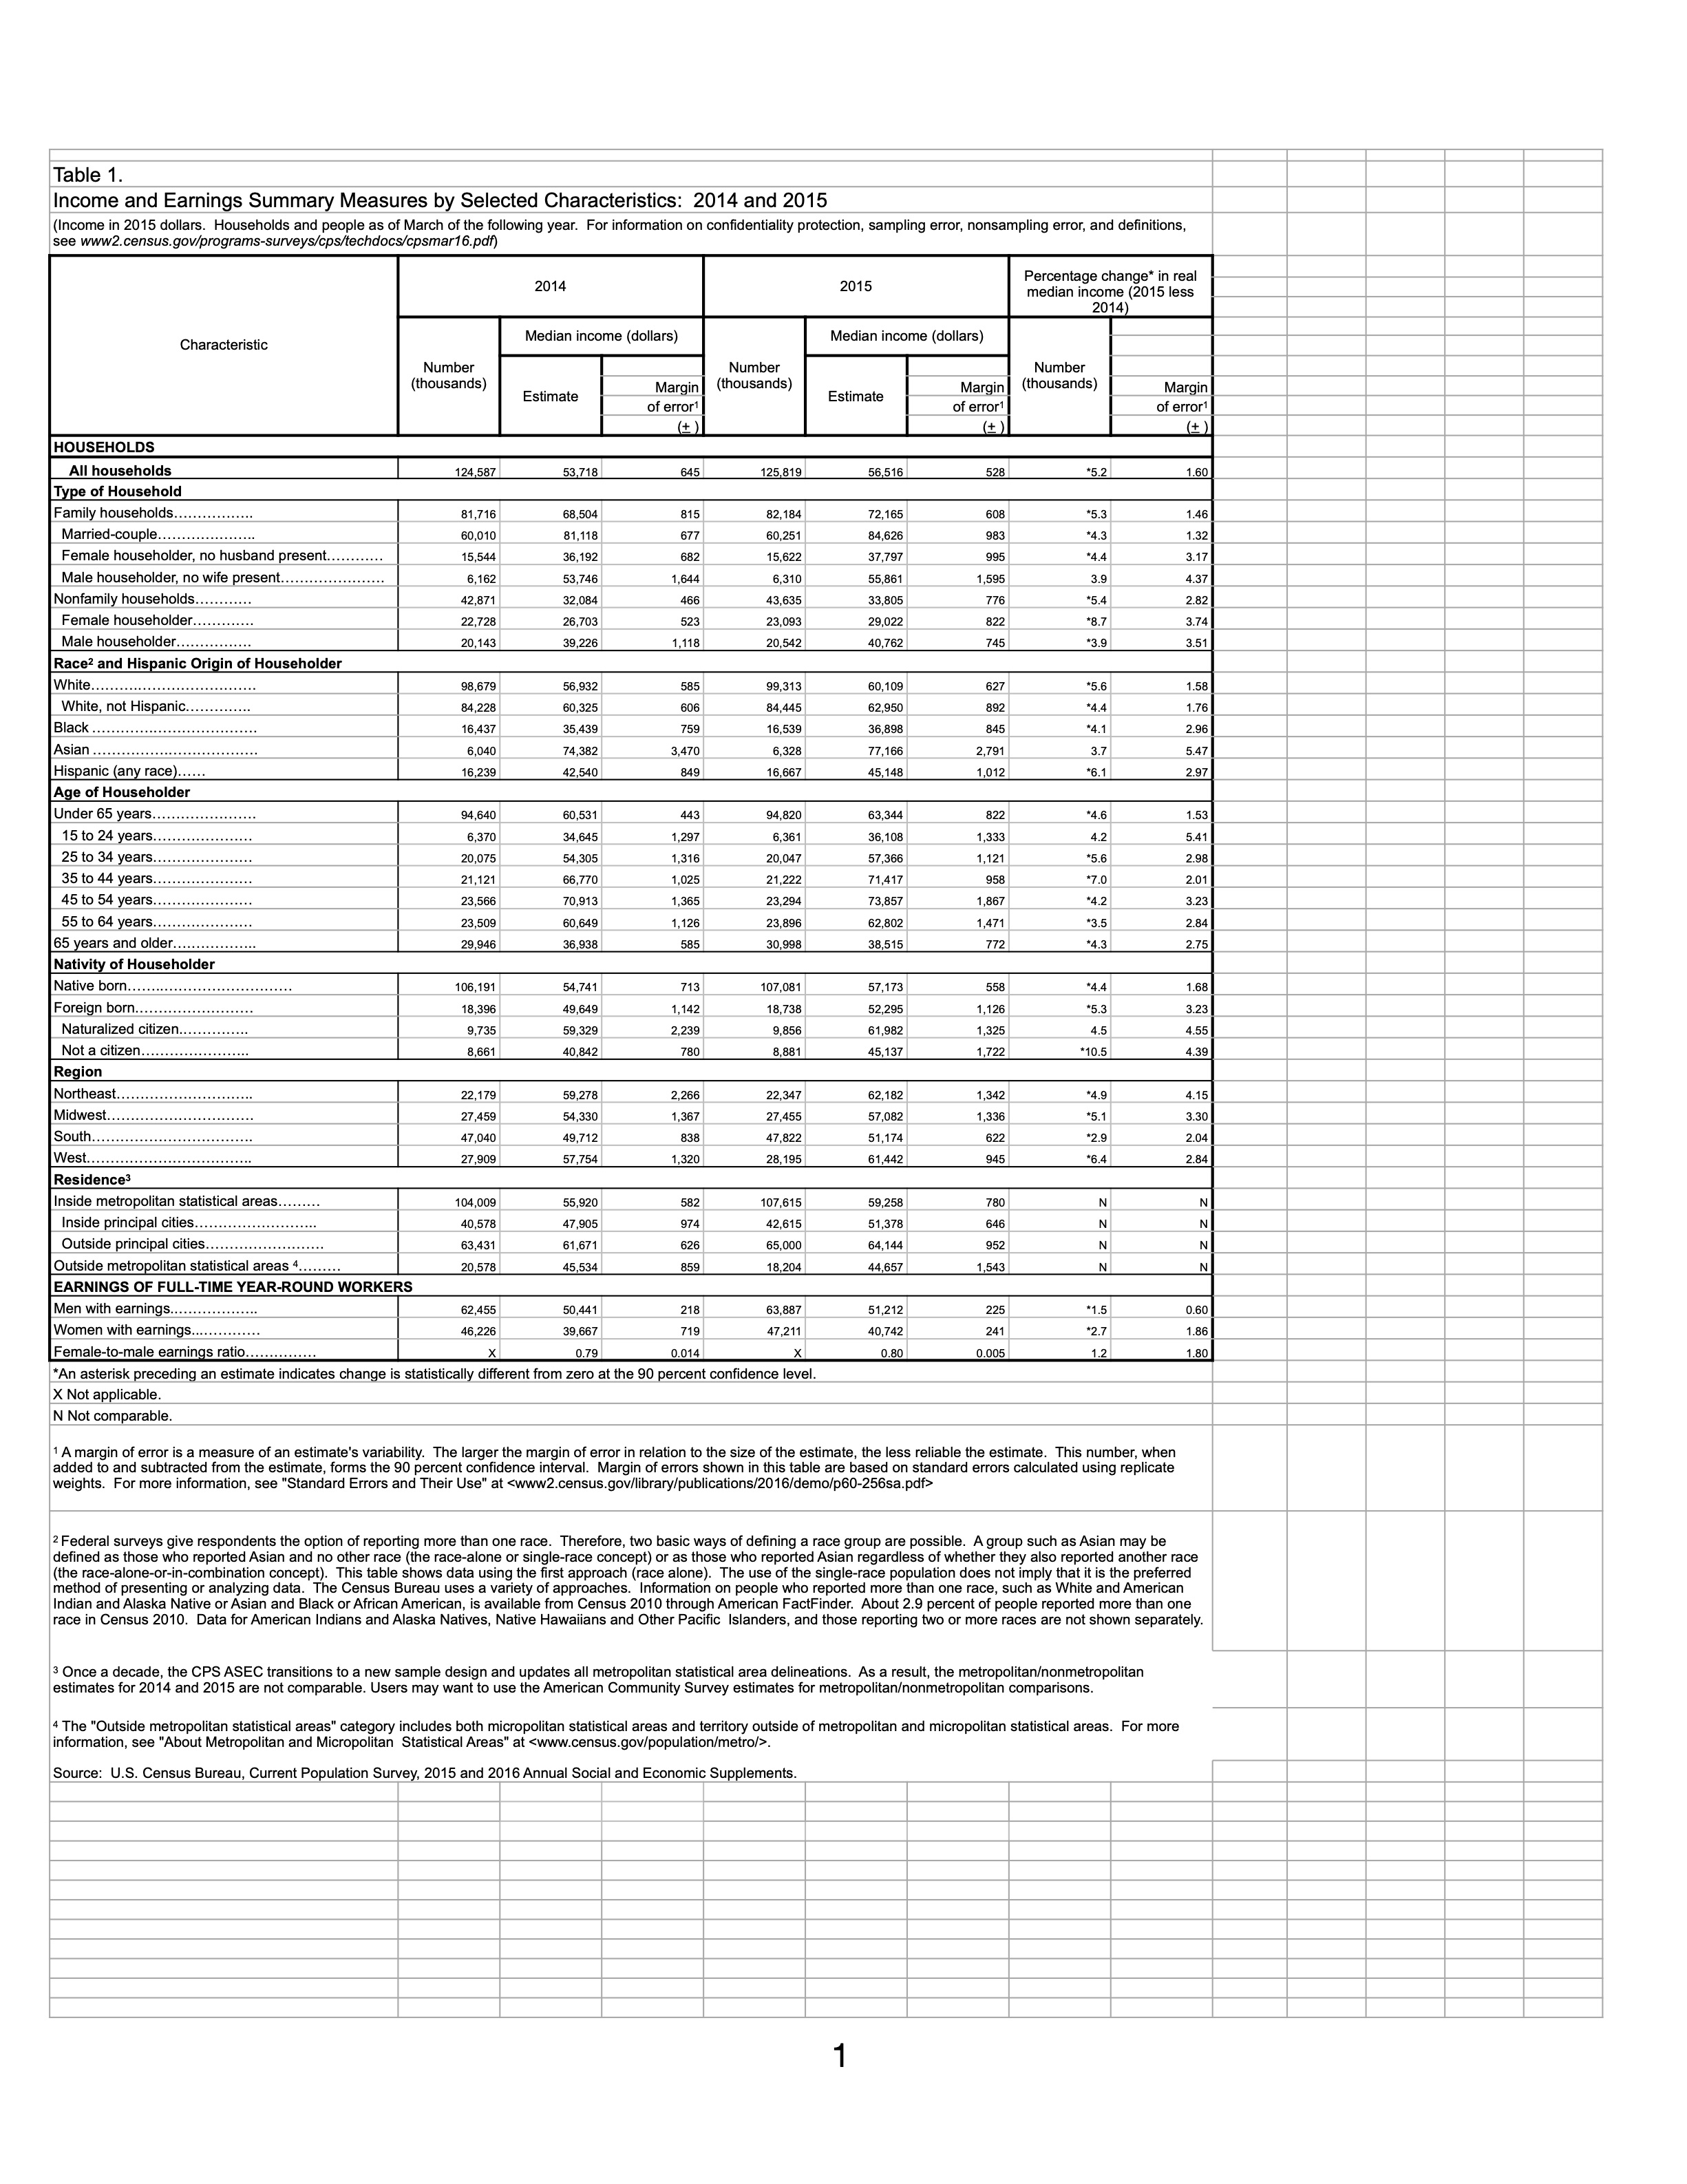 Table 1.
Income and Earnings Summary Measures by Selected Characteristics:  2014 and 2015
(Income in 2015 dollars.  Households and people as of March of the following year.  For information on confidentiality protection, sampling error, nonsampling error, and definitions,
see www2.census.gov/programs-surveys/cps/techdocs/cpsmar16.pdf)
Characteristic
2014
2015
Percentage change* in real
median income (2015 less
2014)
Number
(thousands)
Median income (dollars)
Estimate
Margin
of error¹
(± )
Number
(thousands)
Median income (dollars)
Estimate
Margin
of error¹
(± )
Number
(thousands)
Margin
of error¹
(± )
HOUSEHOLDS
All households 124,587 53,718 645 125,819 56,516 528 *5.2 1.60
Type of Household
Family households…………….. 81,716 68,504 815 82,184 72,165 608 *5.3 1.46
Married-couple………………….. 60,010 81,118 677 60,251 84,626 983 *4.3 1.32
Female householder, no husband present………… 15,544 36,192 682 15,622 37,797 995 *4.4 3.17
Male householder, no wife present…………………. 6,162 53,746 1,644 6,310 55,861 1,595 3.9 4.37
Nonfamily households………… 42,871 32,084 466 43,635 33,805 776 *5.4 2.82
Female householder…………. 22,728 26,703 523 23,093 29,022 822 *8.7 3.74
Male householder……………. 20,143 39,226 1,118 20,542 40,762 745 *3.9 3.51
Race² and Hispanic Origin of Householder
White………..…………………. 98,679 56,932 585 99,313 60,109 627 *5.6 1.58
White, not Hispanic………….. 84,228 60,325 606 84,445 62,950 892 *4.4 1.76
Black …………..………………. 16,437 35,439 759 16,539 36,898 845 *4.1 2.96
Asian ……………..……………… 6,040 74,382 3,470 6,328 77,166 2,791 3.7 5.47
Hispanic (any race)…… 16,239 42,540 849 16,667 45,148 1,012 *6.1 2.97
Age of Householder
Under 65 years…………………. 94,640 60,531 443 94,820 63,344 822 *4.6 1.53
15 to 24 years………………… 6,370 34,645 1,297 6,361 36,108 1,333 4.2 5.41
25 to 34 years………………… 20,075 54,305 1,316 20,047 57,366 1,121 *5.6 2.98
35 to 44 years………………… 21,121 66,770 1,025 21,222 71,417 958 *7.0 2.01
45 to 54 years………………… 23,566 70,913 1,365 23,294 73,857 1,867 *4.2 3.23
55 to 64 years………………… 23,509 60,649 1,126 23,896 62,802 1,471 *3.5 2.84
65 years and older…………….. 29,946 36,938 585 30,998 38,515 772 *4.3 2.75
Nativity of Householder
Native born……..……………………… 106,191 54,741 713 107,081 57,173 558 *4.4 1.68
Foreign born…………………… 18,396 49,649 1,142 18,738 52,295 1,126 *5.3 3.23
Naturalized citizen………….. 9,735 59,329 2,239 9,856 61,982 1,325 4.5 4.55
Not a citizen………………….. 8,661 40,842 780 8,881 45,137 1,722 *10.5 4.39
Region
Northeast……………………….. 22,179 59,278 2,266 22,347 62,182 1,342 *4.9 4.15
Midwest…………………………. 27,459 54,330 1,367 27,455 57,082 1,336 *5.1 3.30
South……………………………. 47,040 49,712 838 47,822 51,174 622 *2.9 2.04
West…………………………….. 27,909 57,754 1,320 28,195 61,442 945 *6.4 2.84
Residence³
Inside metropolitan statistical areas……… 104,009 55,920 582 107,615 59,258 780 N N
Inside principal cities…………………….. 40,578 47,905 974 42,615 51,378 646 N N
Outside principal cities…………………… 63,431 61,671 626 65,000 64,144 952 N N
Outside metropolitan statistical areas ⁴……… 20,578 45,534 859 18,204 44,657 1,543 N N
EARNINGS OF FULL-TIME YEAR-ROUND WORKERS
Men with earnings……………….. 62,455 50,441 218 63,887 51,212 225 *1.5 0.60
Women with earnings...………… 46,226 39,667 719 47,211 40,742 241 *2.7 1.86
Female-to-male earnings ratio…………… X 0.79 0.014 X 0.80 0.005 1.2 1.80
*An asterisk preceding an estimate indicates change is statistically different from zero at the 90 percent confidence level.
X Not applicable.
N Not comparable.
¹ A margin of error is a measure of an estimate's variability.  The larger the margin of error in relation to the size of the estimate, the less reliable the estimate.  This number, when
added to and subtracted from the estimate, forms the 90 percent confidence interval.  Margin of errors shown in this table are based on standard errors calculated using replicate
weights.  For more information, see "Standard Errors and Their Use" at <www2.census.gov/library/publications/2016/demo/p60-256sa.pdf>
² Federal surveys give respondents the option of reporting more than one race.  Therefore, two basic ways of defining a race group are possible.  A group such as Asian may be
defined as those who reported Asian and no other race (the race-alone or single-race concept) or as those who reported Asian regardless of whether they also reported another race
(the race-alone-or-in-combination concept).  This table shows data using the first approach (race alone).  The use of the single-race population does not imply that it is the preferred
method of presenting or analyzing data.  The Census Bureau uses a variety of approaches.  Information on people who reported more than one race, such as White and American
Indian and Alaska Native or Asian and Black or African American, is available from Census 2010 through American FactFinder.  About 2.9 percent of people reported more than one
race in Census 2010.  Data for American Indians and Alaska Natives, Native Hawaiians and Other Pacific  Islanders, and those reporting two or more races are not shown separately.
³ Once a decade, the CPS ASEC transitions to a new sample design and updates all metropolitan statistical area delineations.  As a result, the metropolitan/nonmetropolitan
estimates for 2014 and 2015 are not comparable. Users may want to use the American Community Survey estimates for metropolitan/nonmetropolitan comparisons.
⁴ The "Outside metropolitan statistical areas" category includes both micropolitan statistical areas and territory outside of metropolitan and micropolitan statistical areas.  For more
information, see "About Metropolitan and Micropolitan  Statistical Areas" at <www.census.gov/population/metro/>.
Source:  U.S. Census Bureau, Current Population Survey, 2015 and 2016 Annual Social and Economic Supplements.
1